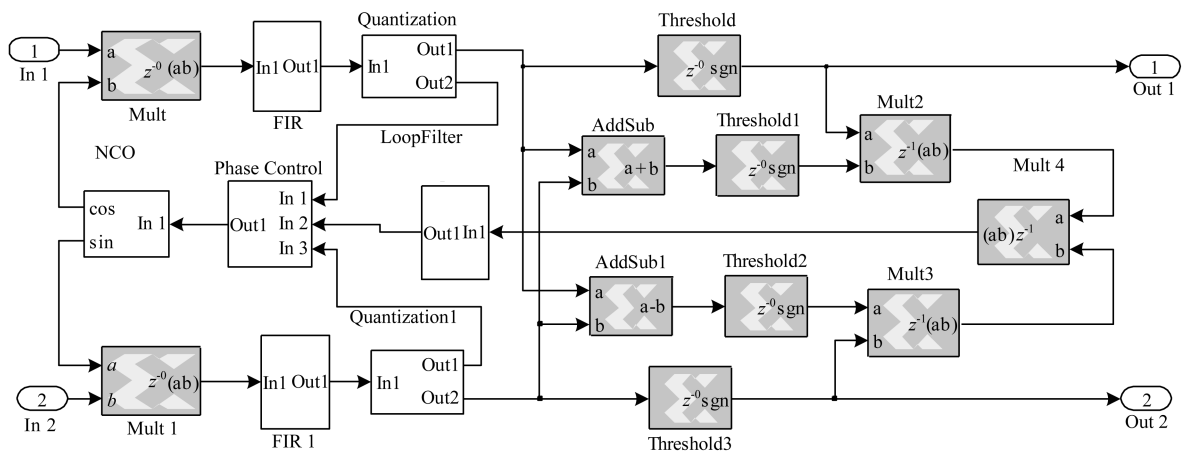 Quantization
Threshold
1
In 1
a
b
z-0 (ab)
Mult
In1 Out1
FIR
In1
Out1
Out2
z-0 sgn
1
Out 1
LoopFilter
AddSub
a
b
a+b
Threshold1
z-0 sgn
Mult2
a
b
z-1(ab)
Mult 4
NCO
cos
sin
In 1
Phase Control
Out1
In 1
In 2
In 3
Out1 In1
(ab)z-1
a
b
AddSub1
a
b
a-b
Threshold2
z-0 sgn
Mult3
a
b
z-1(ab)
Quantization1
a
b
z-0 (ab)
Mult 1
2
In 2
In1 Out1
FIR 1
In1
Out1
Out2
z-0 sgn
Threshold3
2
Out 2